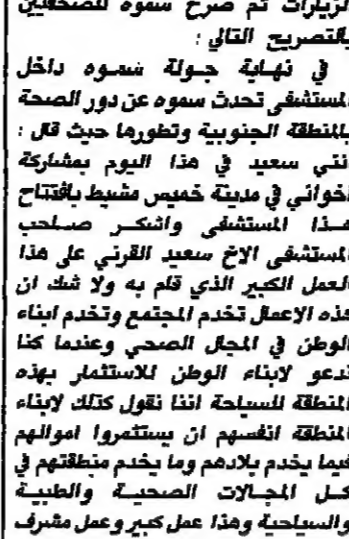 الزيارات ثم صرح سموه للصحفيين
بالتصريح التالي :
في نهاية جولة سموه داخل
المستشفى تحدث سموه عن دور الصحة
بالمنطقة الجنوبية وتطورها حيث قال :
انني سعيد في هذا اليوم بمشاركة
اخواني في مدينة خميس مشيط بافتتاح
هذا المستشفى واشكر صاحب
المستشفى الاخ سعيد القرني على هذا
العمل الكبير الذي قام به ولا شك ان
هذه الاعمال تخدم المجتمع وتخدم ابناء
الوطن في المجال الصحي وعندما كنا
ندعو لابناء الوطن للاستثمار بهذه
المنطقة للسياحة اننا نقول كذلك لابناء
المنطقة انفسهم ان يستثمروا اموالهم
فيما يخدم بلادهم وما يخدم منطقتهم في
كل المجالات الصحية والطبية
والسياحية وهذا عمل كبير وعمل مشرف